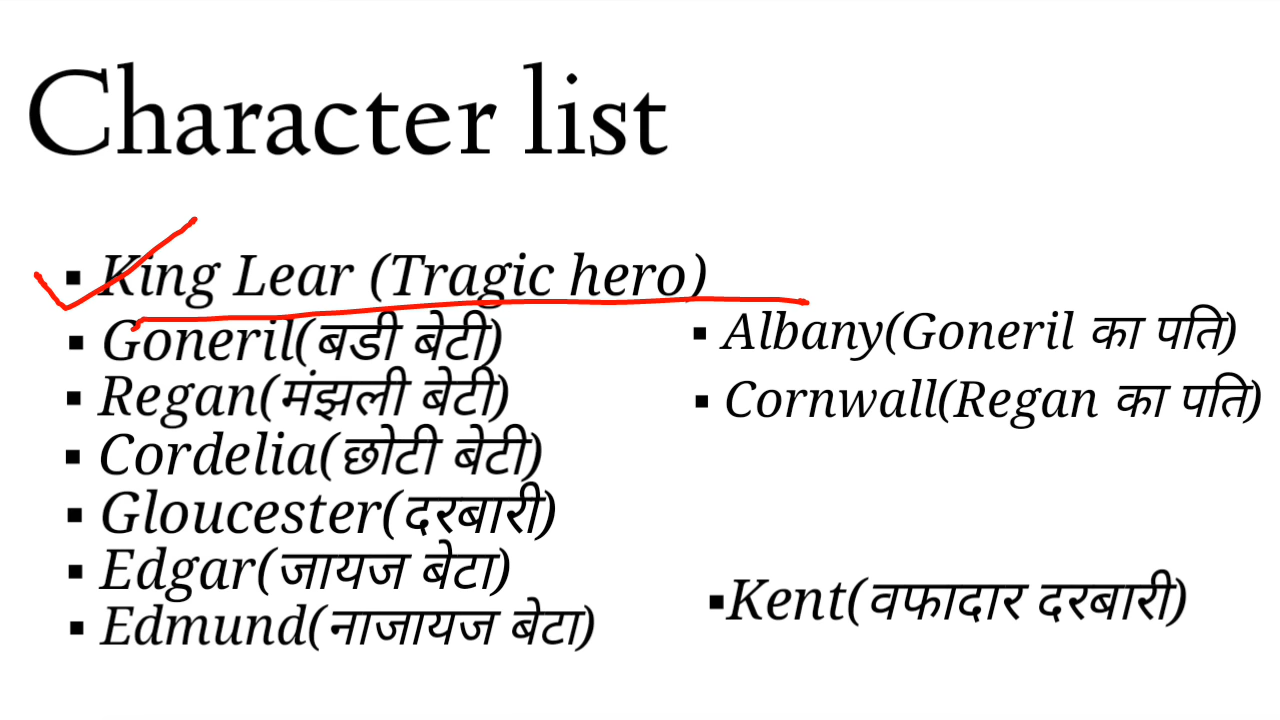 Character list
▪ King Lear (Tragic hero)
▪ Goneril(बडी बेटी)
▪ Regan(मंझली बेटी)
▪ Cordelia(छोटी बेटी)
▪ Gloucester(दरबारी)
▪ Edgar(जायज बेटा)
▪ Edmund(नाजायज बेटा)
▪ Albany(Goneril का पति)
▪ Cornwall(Regan का पति)
▪Kent(वफादार दरबारी)